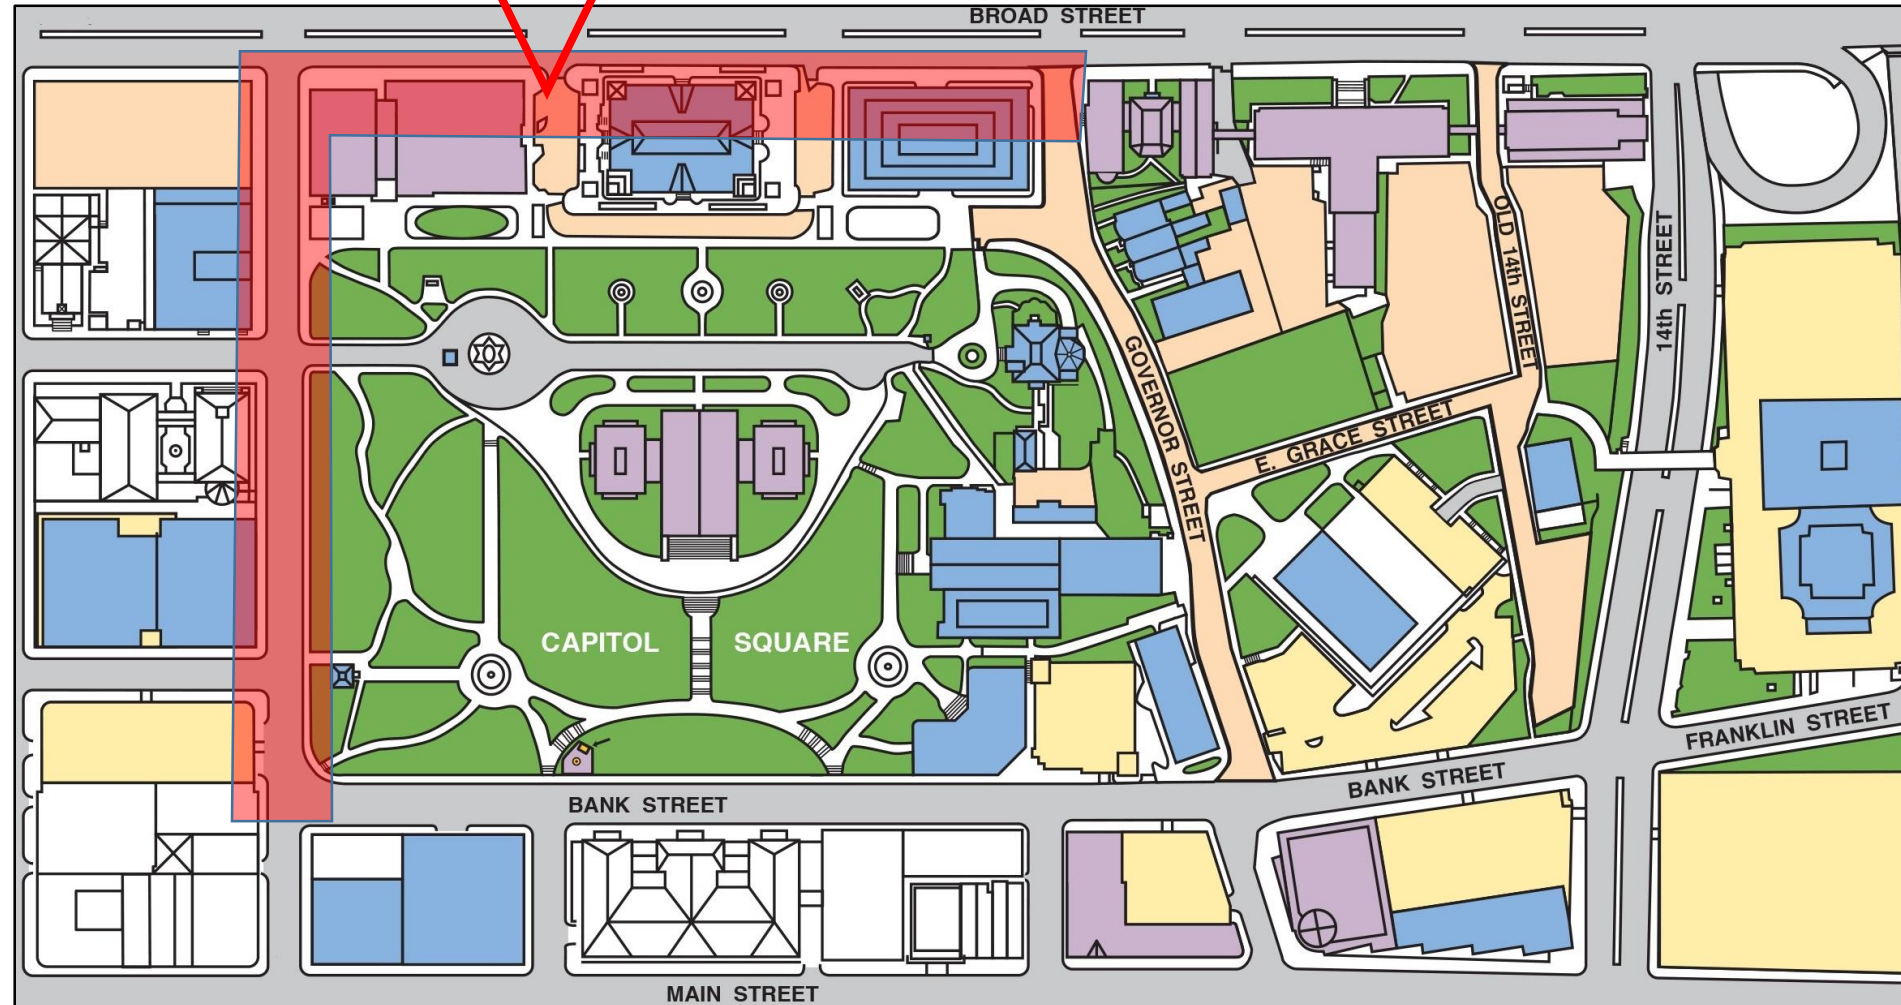 BROAD STREET
OLD 14th STREET
14th STREET
GOVERNOR STREET
E. GRACE STREET
CAPITOL SQUARE
FRANKLIN STREET
BANK STREET
BANK STREET
MAIN STREET